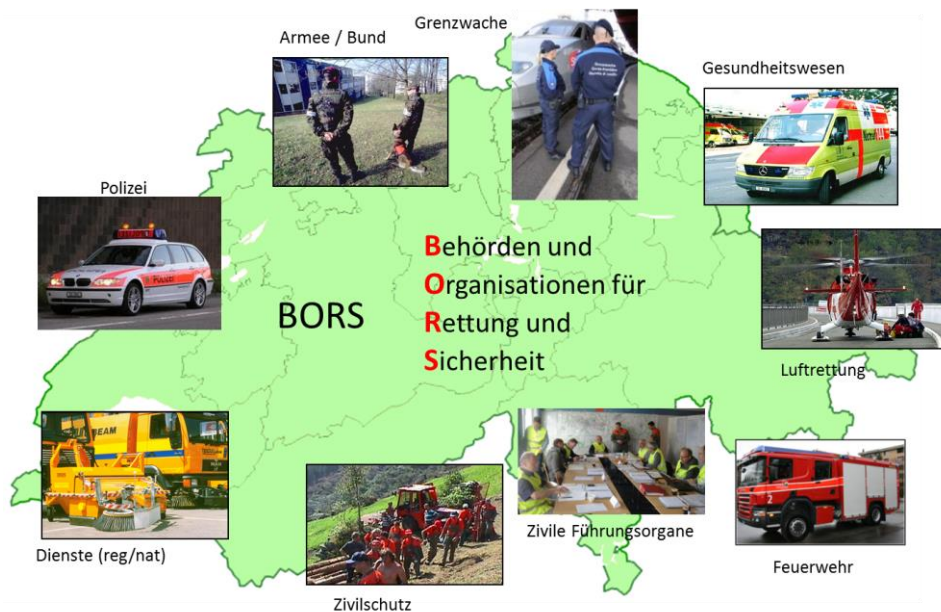 Grenzwache
Armee / Bund
Gesundheitswesen
Polizei
POLIZEI
BORS
Behörden und
Organisationen für
Rettung und
Sicherheit
Luftrettung
Dienste (reg/nat)
Zivile Führungsorgane
Feuerwehr
Zivilschutz